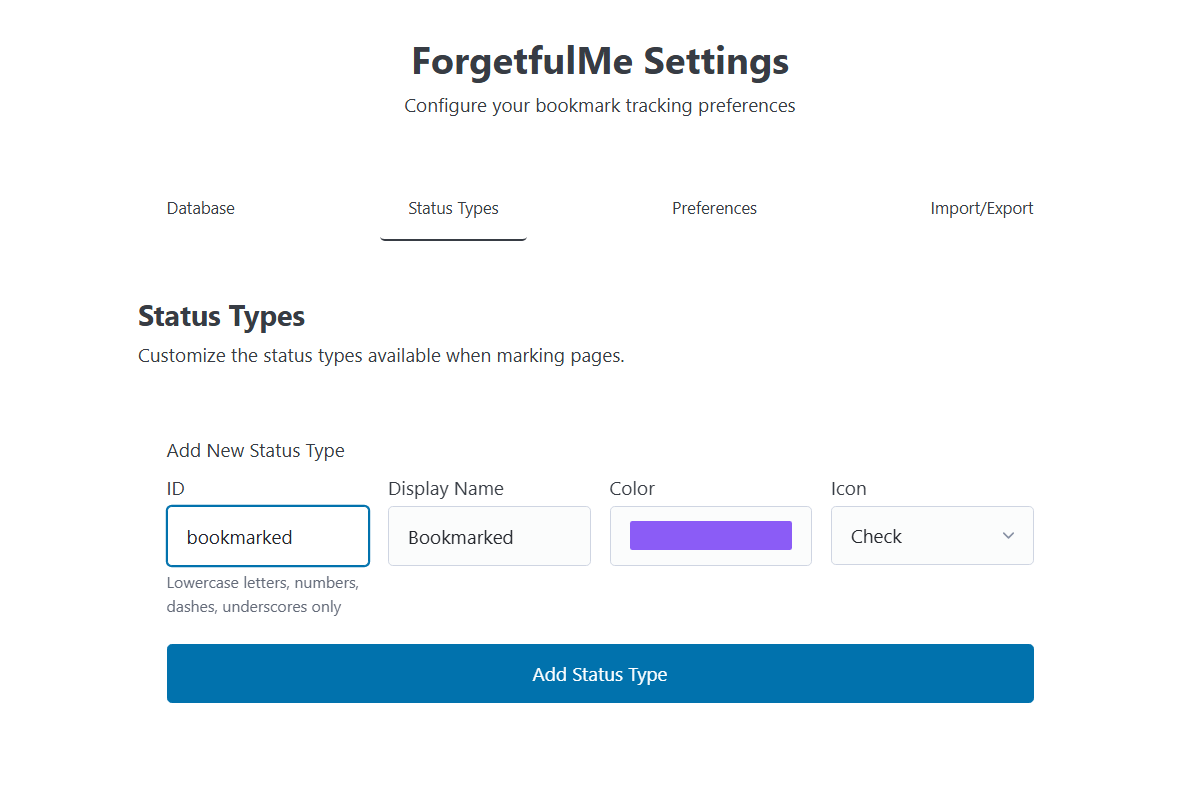 ForgetfulMe Settings
Configure your bookmark tracking preferences
Database Status Types Preferences Import/Export
Status Types
Customize the status types available when marking pages.
Add New Status Type
ID Display Name Color Icon
bookmarked Bookmarked Check
Lowercase letters, numbers,
dashes, underscores only
Add Status Type